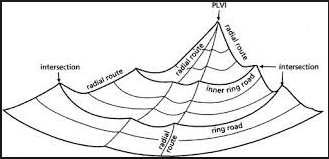 PLVI
radial route
intersection
radial route
radial route
intersection
inner ring road
ring road
radial
route